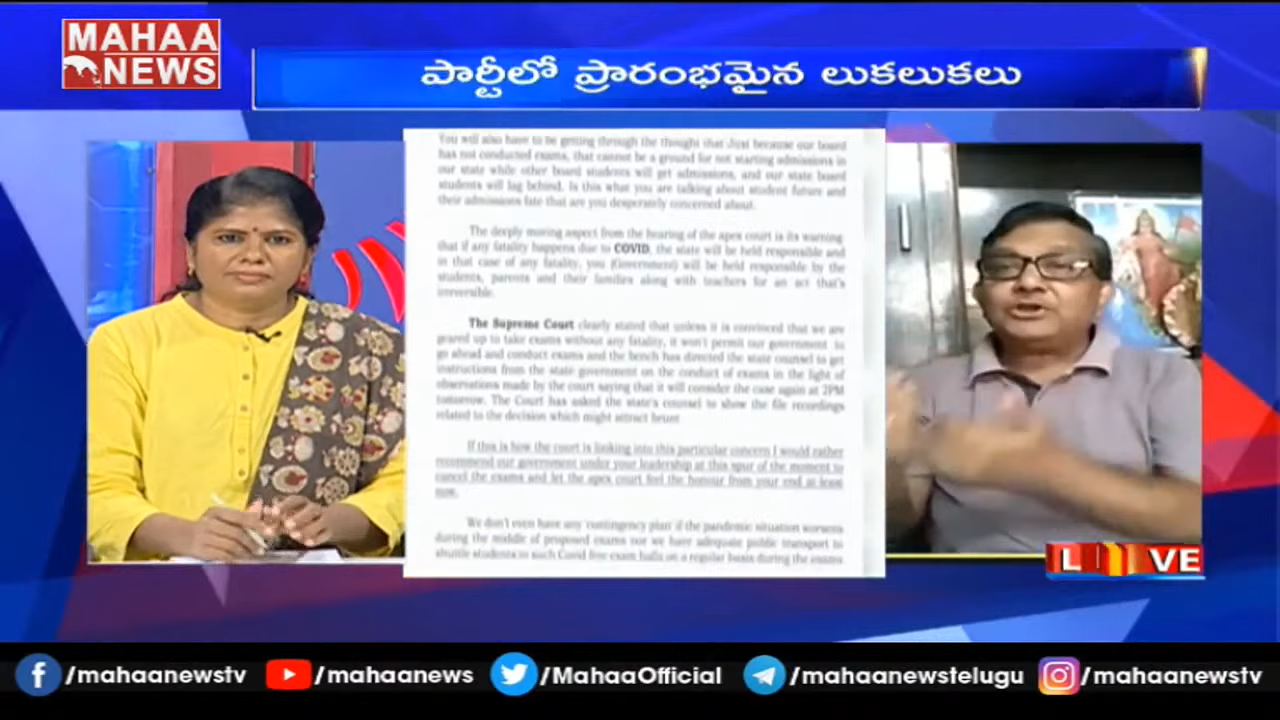 MAHAA
NEWS
పార్టీలో ప్రారంభమైన లుకలుకలు
You will also have to be getting through the thought that Just because our board
has not conducted exams, that cannot be a ground for not starting admissions in
our state while other board students will get admissions, and our state board
students will lag behind. Is this what you are talking about student future and
their admissions fate that are you desperately concerned about.
The deeply moving aspect from the hearing of the apex court is its warning
that if any fatality happens due to COVID, the state will be held responsible and
in that case of any fatality, you (Government) will be held responsible by the
students, parents and their families along with teachers for an act that's
irreversible.
The Supreme Court clearly stated that unless it is convinced that we are
geared up to take exams without any fatality, it won't permit our government to
go ahead and conduct exams and the bench has directed the state counsel to get
instructions from the state government on the conduct of exams in the light of
observations made by the court saying that it will consider the case again at 2PM
tomorrow. The Court has asked the state's counsel to show the file recordings
related to the decision which might attract brunt
If this is how the court is linking into this particular concern I would rather
recommend our government under your leadership at this spur of the moment to
cancel the exams and let the apex court feel the honour from your end at least
now.
We don't even have any 'contingency plan' if the pandemic situation worsens
during the middle of proposed exams nor we have adequate public transport to
shuttle students to such Covid free exam halls on a regular basis during the exams
LIVE
/mahaanewstv
/mahaanews
/MahaaOfficial
/mahaanewstelugu
/mahaanewstv